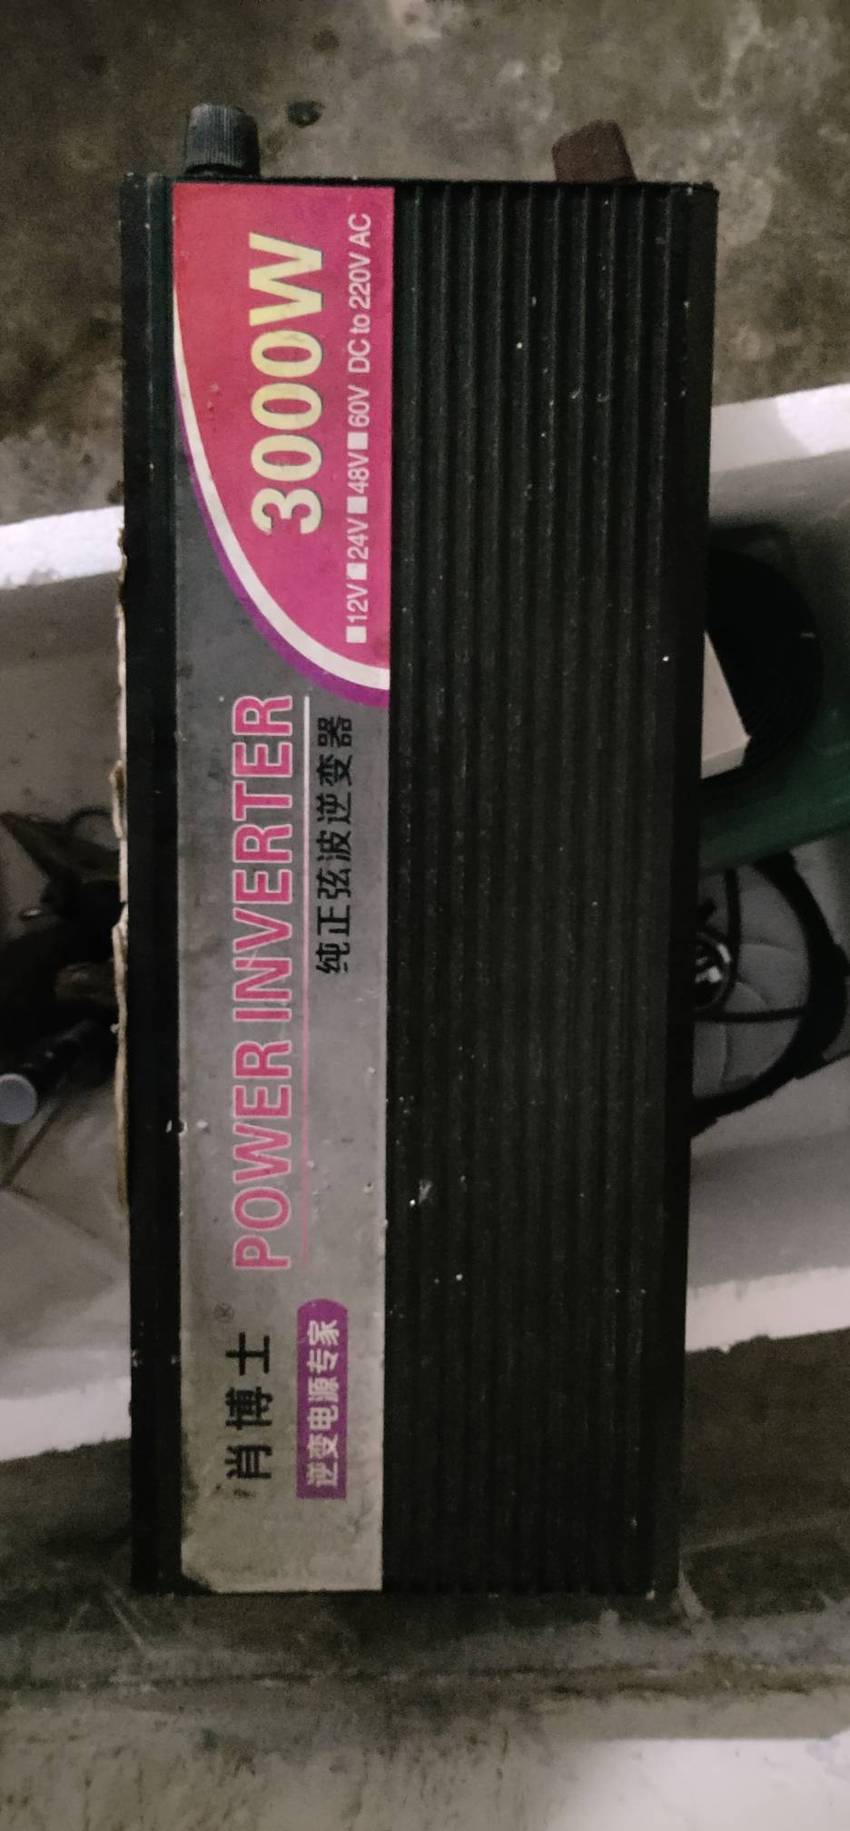 肖博士®
逆变电源专家
POWER INVERTER
纯正弦波逆变器
3000W
■12V■24V■48V■60V DC to 220V AC